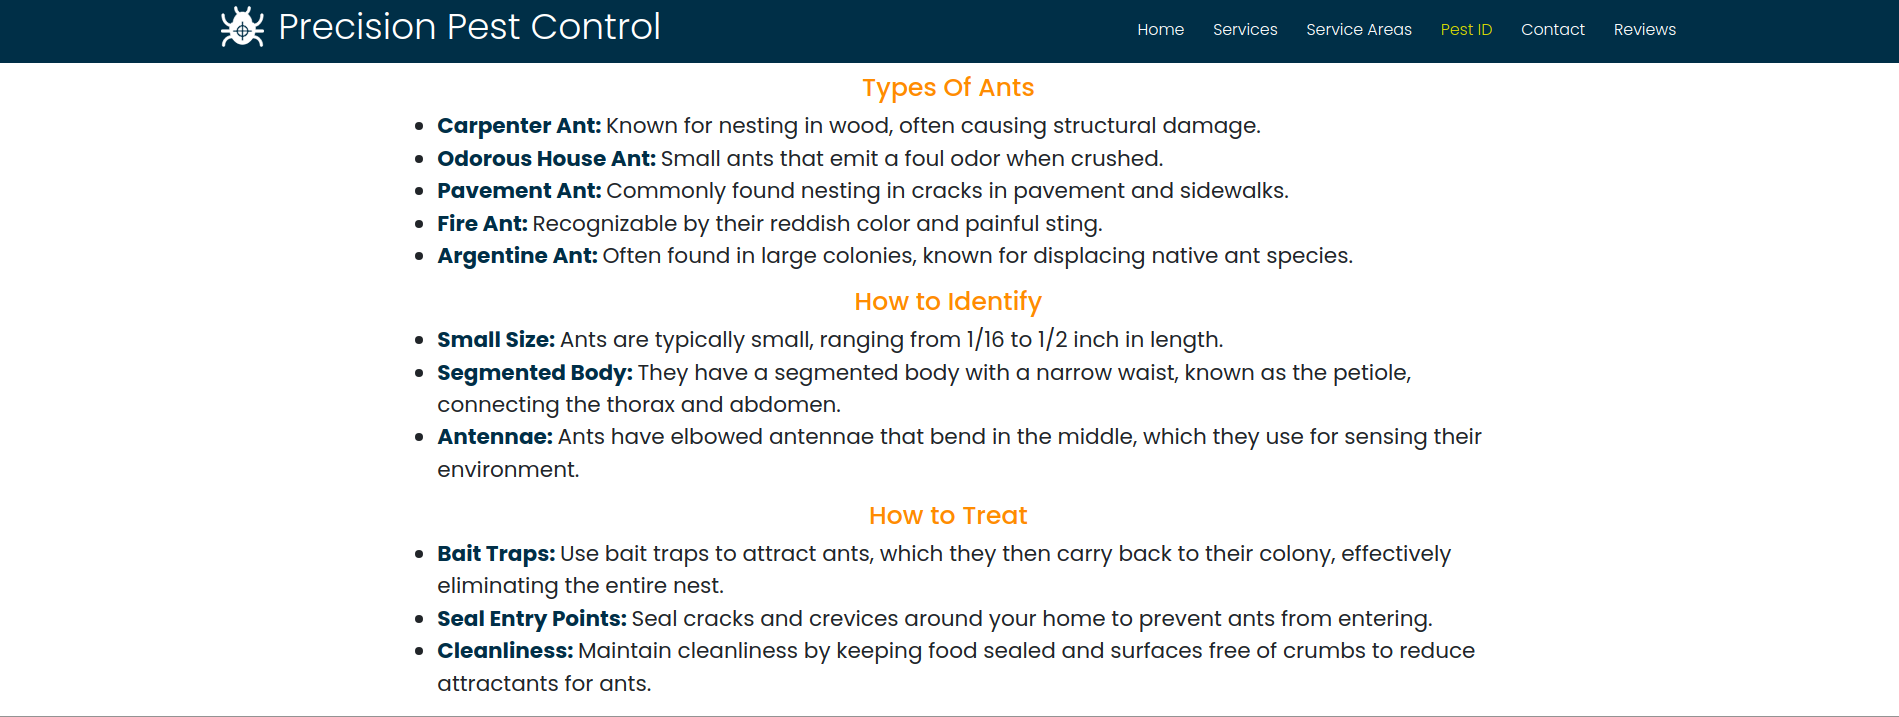 Precision Pest Control
Home Services Service Areas Pest ID Contact Reviews
Types Of Ants
Carpenter Ant: Known for nesting in wood, often causing structural damage.
Odorous House Ant: Small ants that emit a foul odor when crushed.
Pavement Ant: Commonly found nesting in cracks in pavement and sidewalks.
Fire Ant: Recognizable by their reddish color and painful sting.
Argentine Ant: Often found in large colonies, known for displacing native ant species.
How to Identify
Small Size: Ants are typically small, ranging from 1/16 to 1/2 inch in length.
Segmented Body: They have a segmented body with a narrow waist, known as the petiole,
connecting the thorax and abdomen.
Antennae: Ants have elbowed antennae that bend in the middle, which they use for sensing their
environment.
How to Treat
Bait Traps: Use bait traps to attract ants, which they then carry back to their colony, effectively
eliminating the entire nest.
Seal Entry Points: Seal cracks and crevices around your home to prevent ants from entering.
Cleanliness: Maintain cleanliness by keeping food sealed and surfaces free of crumbs to reduce
attractants for ants.